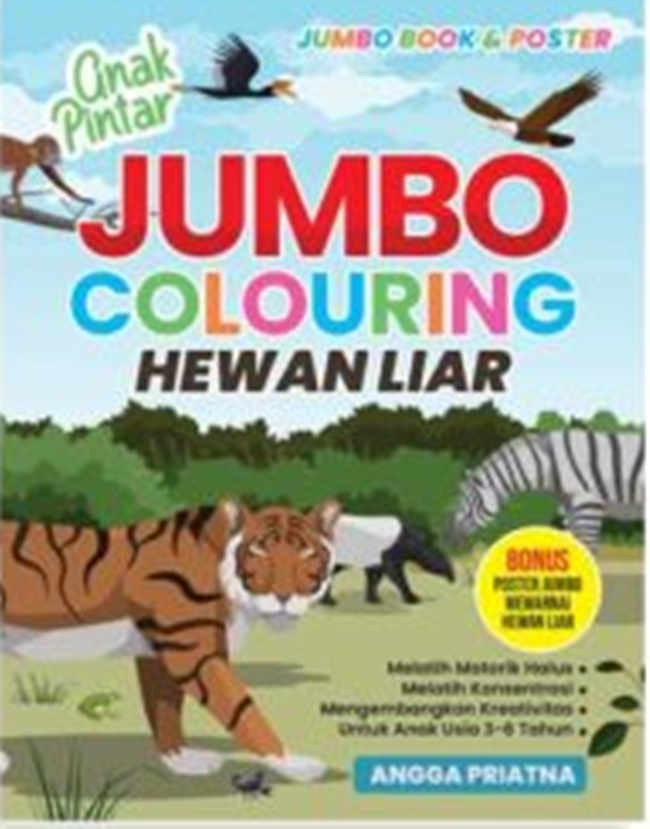 JUMBO BOOK & POSTER
anak
Pintar
JUMBO
COLOURING
HEWAN LIAR
BONUS
POSTER JUMBO
MEWARNAI
HEWAN LIAR
Melatih Motorik Halus •
Melatih Konsentrasi •
Mengembangkan Kreativitas •
Untuk Anak Usia 3-6 Tahun •
ANGGA PRIATNA